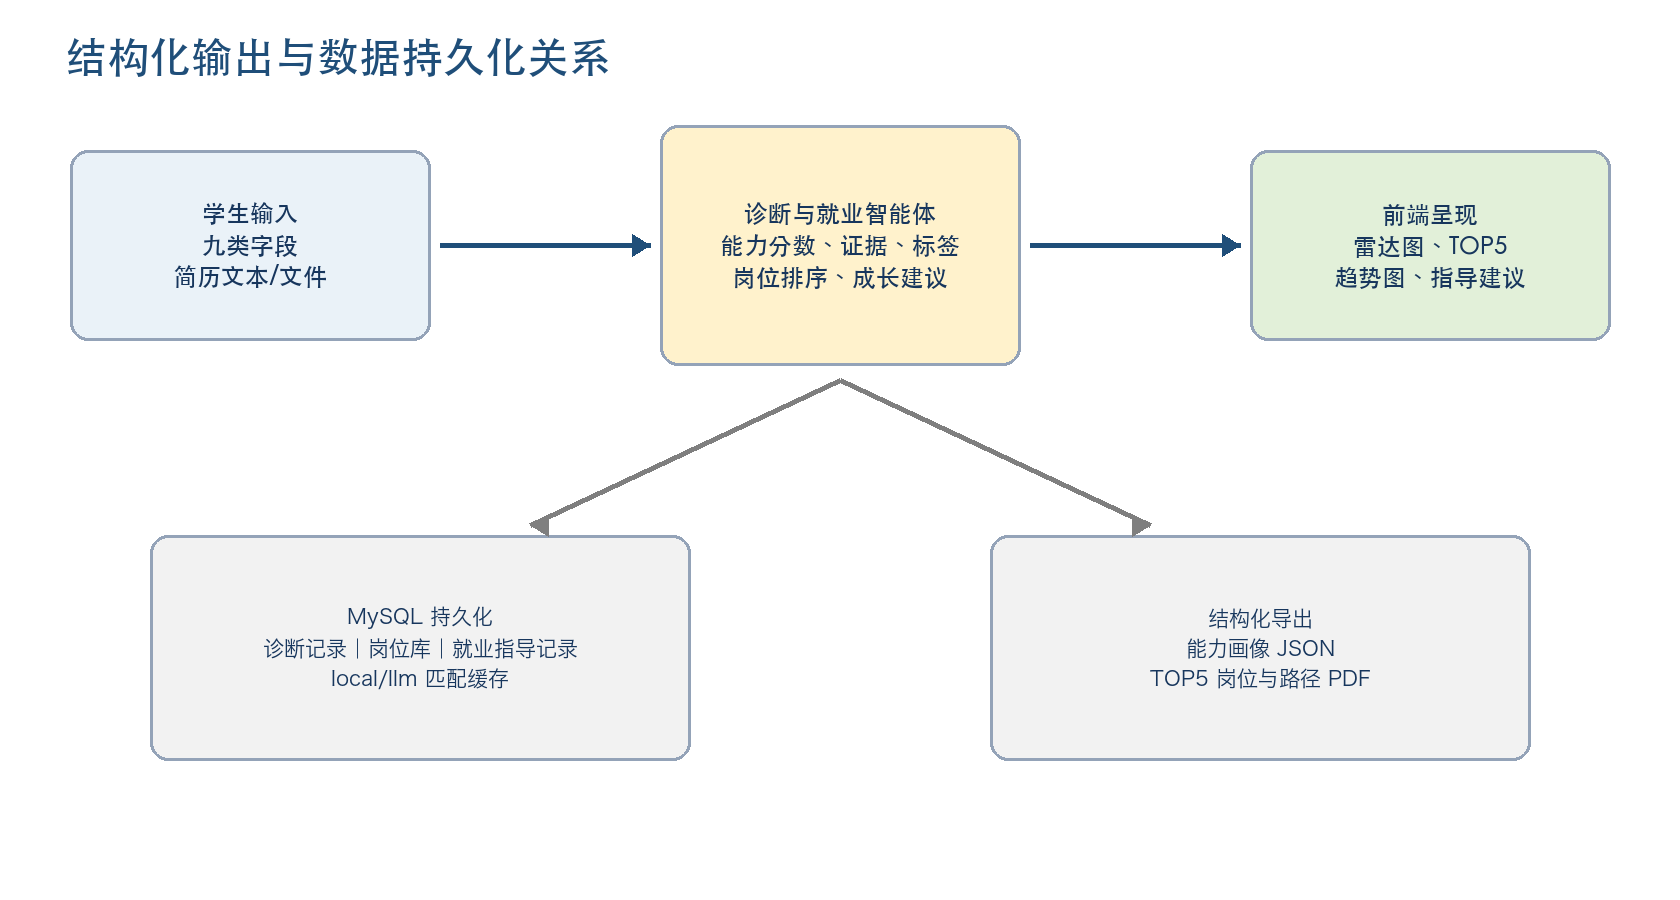 结构化输出与数据持久化关系
学生输入
九类字段
简历文本/文件
诊断与就业智能体
能力分数、证据、标签
岗位排序、成长建议
前端呈现
雷达图、TOP5
趋势图、指导建议
MySQL 持久化
诊断记录｜岗位库｜就业指导记录
local/llm 匹配缓存
结构化导出
能力画像 JSON
TOP5 岗位与路径 PDF